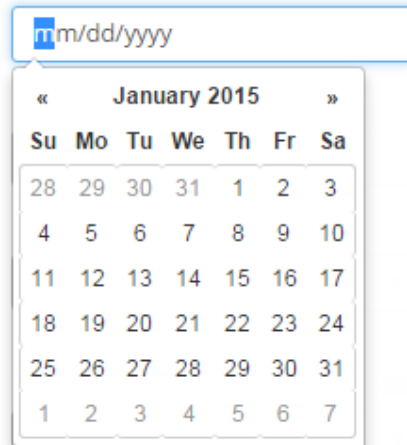 mm/dd/yyyy
« January 2015 »
Su Mo Tu We Th Fr Sa
28 29 30 31 1 2 3
4 5 6 7 8 9 10
11 12 13 14 15 16 17
18 19 20 21 22 23 24
25 26 27 28 29 30 31
1 2 3 4 5 6 7